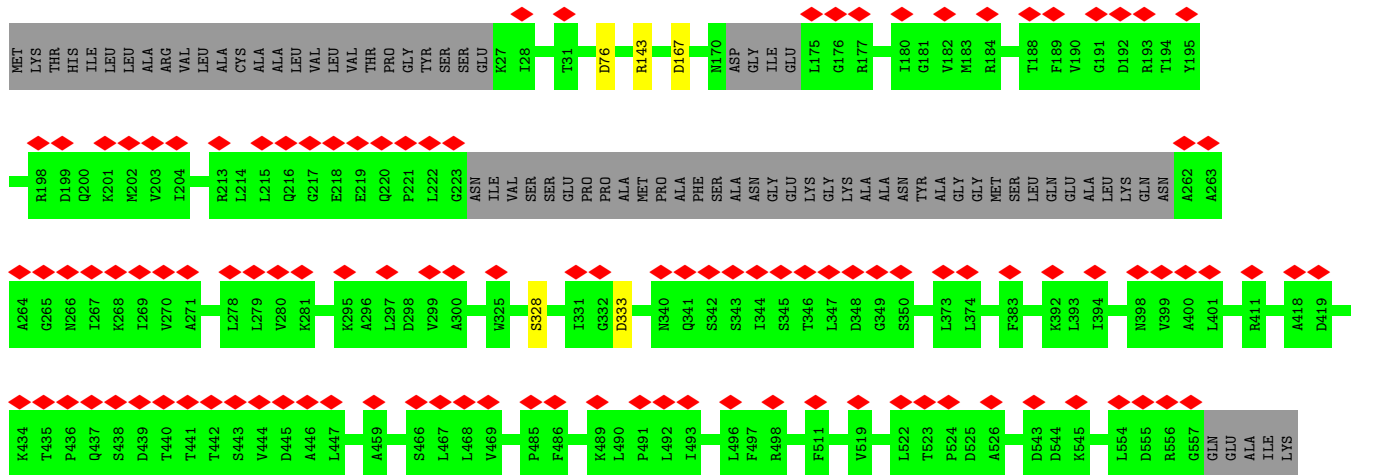 MET LYS THR HIS ILE LEU LEU ALA ARG VAL LEU ALA CYS ALA ALA LEU VAL LEU VAL THR PRO GLY TYR SER SER GLU K27 I28 T31 D76 R143 D167 N170 ASP GLY ILE GLU L175 G176 R177 I180 G181 V182 M183 R184 T188 F189 V190 G191 D192 R193 T194 Y195
R198 D199 Q200 K201 M202 V203 I204 R213 L214 L215 Q216 G217 E218 E219 Q220 P221 L222 G223 ASN ILE VAL SER SER GLU PRO PRO ALA MET PRO ALA PHE SER ALA ASN GLY GLU LYS GLY LYS ALA ALA ASN TYR ALA GLY GLY MET SER LEU GLN GLU ALA LEU LYS GLN ASN A262 A263
A264 G265 N266 I267 K268 I269 V270 A271 L278 L279 V280 K281 K295 A296 L297 D298 V299 A300 W325 S328 I331 G332 D333 N340 Q341 S342 S343 I344 S345 T346 L347 D348 G349 S350 L373 L374 F383 K392 L393 I394 N398 V399 A400 L401 R411 A418 D419
K434 T435 P436 Q437 S438 D439 T440 T441 T442 S443 V444 D445 A446 L447 A459 S466 L467 L468 V469 P485 F486 K489 L490 P491 L492 I493 L496 F497 R498 F511 V519 L522 T523 P524 D525 A526 D543 D544 K545 L554 D555 R556 G557 GLN GLU ALA ILE LYS